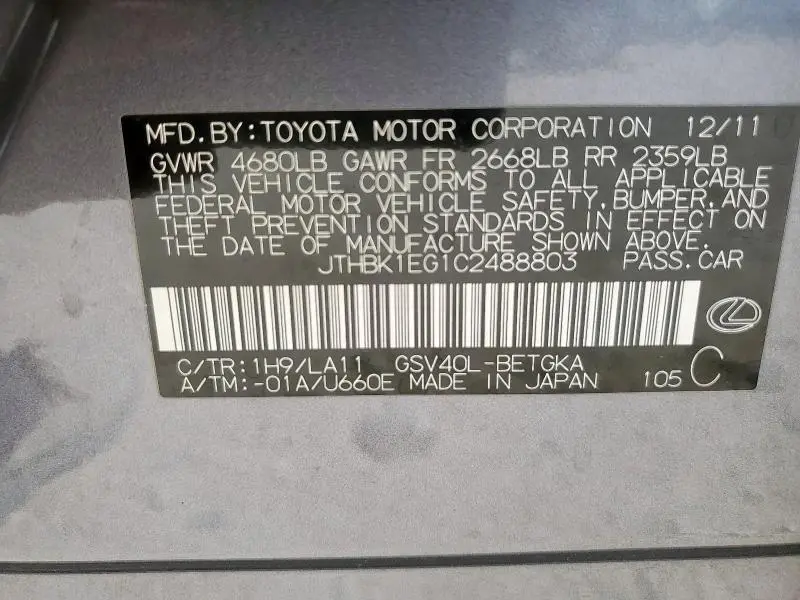 MFD.BY:TOYOTA MOTOR CORPORATION 12/11
GVWR 4680LB GAWR FR 2668LB RR 2359LB
THIS VEHICLE CONFORMS TO ALL APPLICABLE
FEDERAL MOTOR VEHICLE SAFETY,BUMPER,AND
THEFT PREVENTION STANDARDS IN EFFECT ON
THE DATE OF MANUFACTURE SHOWN ABOVE.
JTHBK1EG1C2488803 PASS.CAR
C/TR:1H9/LA11 GSV40L-BETGKA
A/TM:-01A/U660E MADE IN JAPAN 105 C